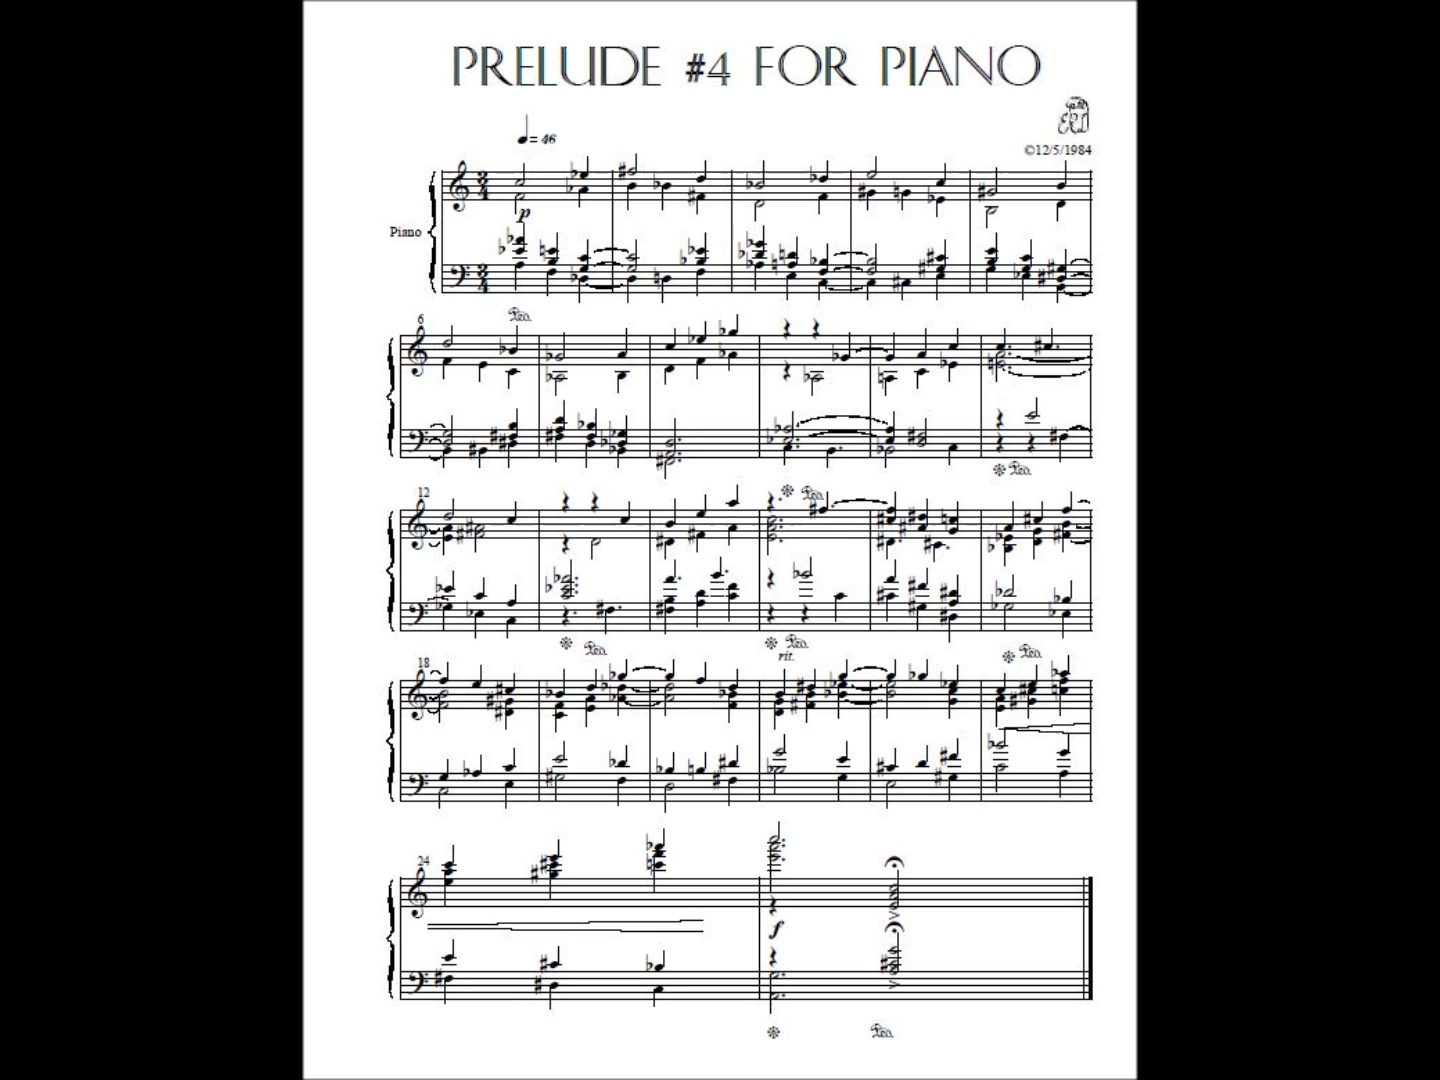 PRELUDE #4 FOR PIANO
= 46
©12/5/1984
Piano
p
6
12
rit.
18
24
f